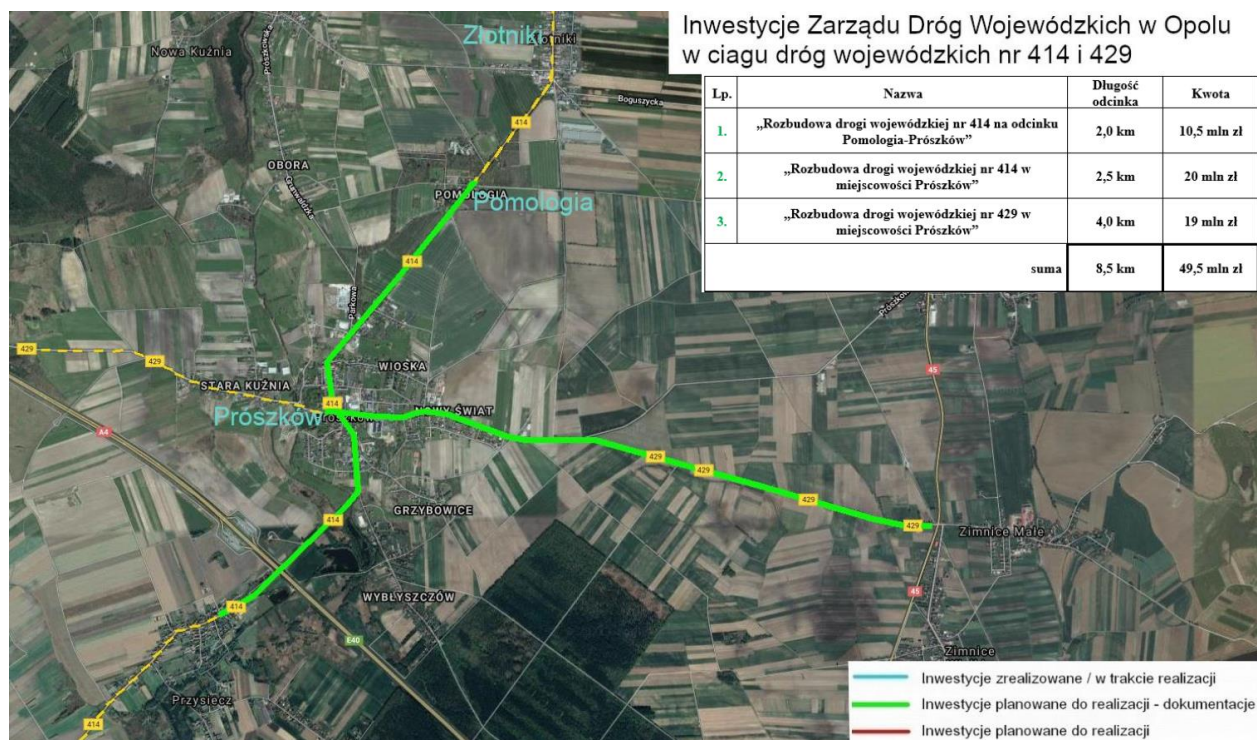 Inwestycje Zarządu Dróg Wojewódzkich w Opolu
w ciagu dróg wojewódzkich nr 414 i 429
Lp. Nazwa Długość odcinka Kwota
1. „Rozbudowa drogi wojewódzkiej nr 414 na odcinku Pomologia-Prószków” 2,0 km 10,5 mln zł
2. „Rozbudowa drogi wojewódzkiej nr 414 w miejscowości Prószków” 2,5 km 20 mln zł
3. „Rozbudowa drogi wojewódzkiej nr 429 w miejscowości Prószków” 4,0 km 19 mln zł
suma 8,5 km 49,5 mln zł
Złotniki
Złotniki
Nowa Kuźnia
Prószkowska
Boguszycka
414
OBORA
Grunwaldzka
POMOLOGIA
Pomologia
414
Parkowa
429
429
WIOSKA
STARA KUŹNIA
45
414
NOWY ŚWIAT
Prószków
A4
429
429
429
429
GRZYBOWICE
414
Zimnice Małe
WYBŁYSZCZÓW
45
414
E40
Zimnice
Przysiecz
414
Inwestycje zrealizowane / w trakcie realizacji
Inwestycje planowane do realizacji - dokumentacje
Inwestycje planowane do realizacji